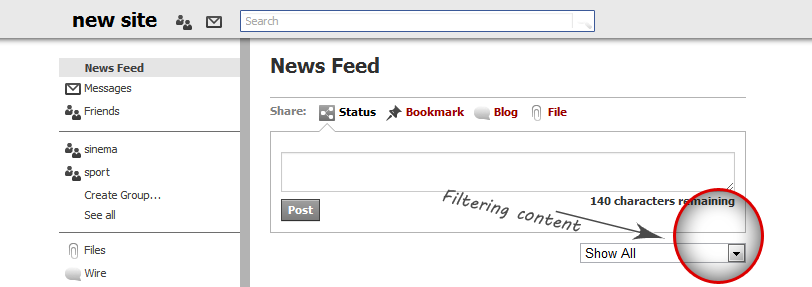 new site
Search
News Feed
Messages
Friends
sinema
sport
Create Group...
See all
Files
Wire
News Feed
Share: Status Bookmark Blog File
140 characters remaining
Post
Filtering content
Show All